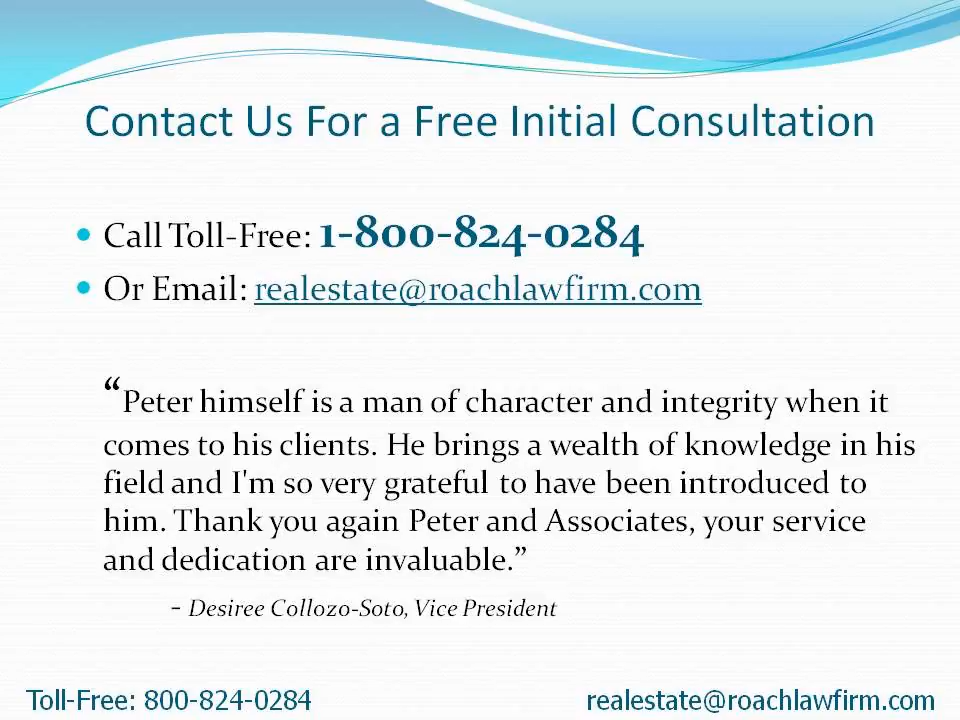 Contact Us For a Free Initial Consultation
• Call Toll-Free: 1-800-824-0284
• Or Email: realestate@roachlawfirm.com
“Peter himself is a man of character and integrity when it
comes to his clients. He brings a wealth of knowledge in his
field and I'm so very grateful to have been introduced to
him. Thank you again Peter and Associates, your service
and dedication are invaluable.”
- Desiree Collozo-Soto, Vice President
Toll-Free: 800-824-0284
realestate@roachlawfirm.com